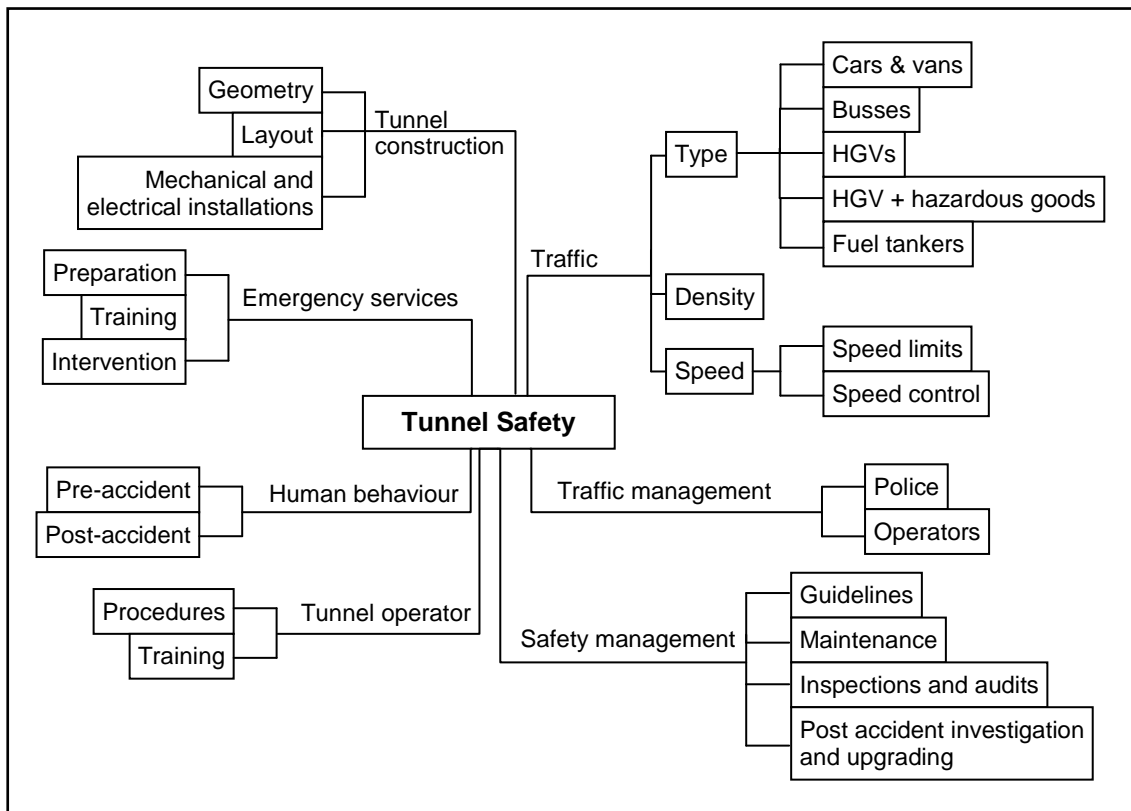 Geometry
Layout
Mechanical and
electrical installations
Tunnel
construction
Preparation
Training
Intervention
Emergency services
Traffic
Type
Cars & vans
Busses
HGVs
HGV + hazardous goods
Fuel tankers
Density
Speed
Speed limits
Speed control
Tunnel Safety
Pre-accident
Post-accident
Human behaviour
Procedures
Training
Tunnel operator
Traffic management
Police
Operators
Safety management
Guidelines
Maintenance
Inspections and audits
Post accident investigation
and upgrading